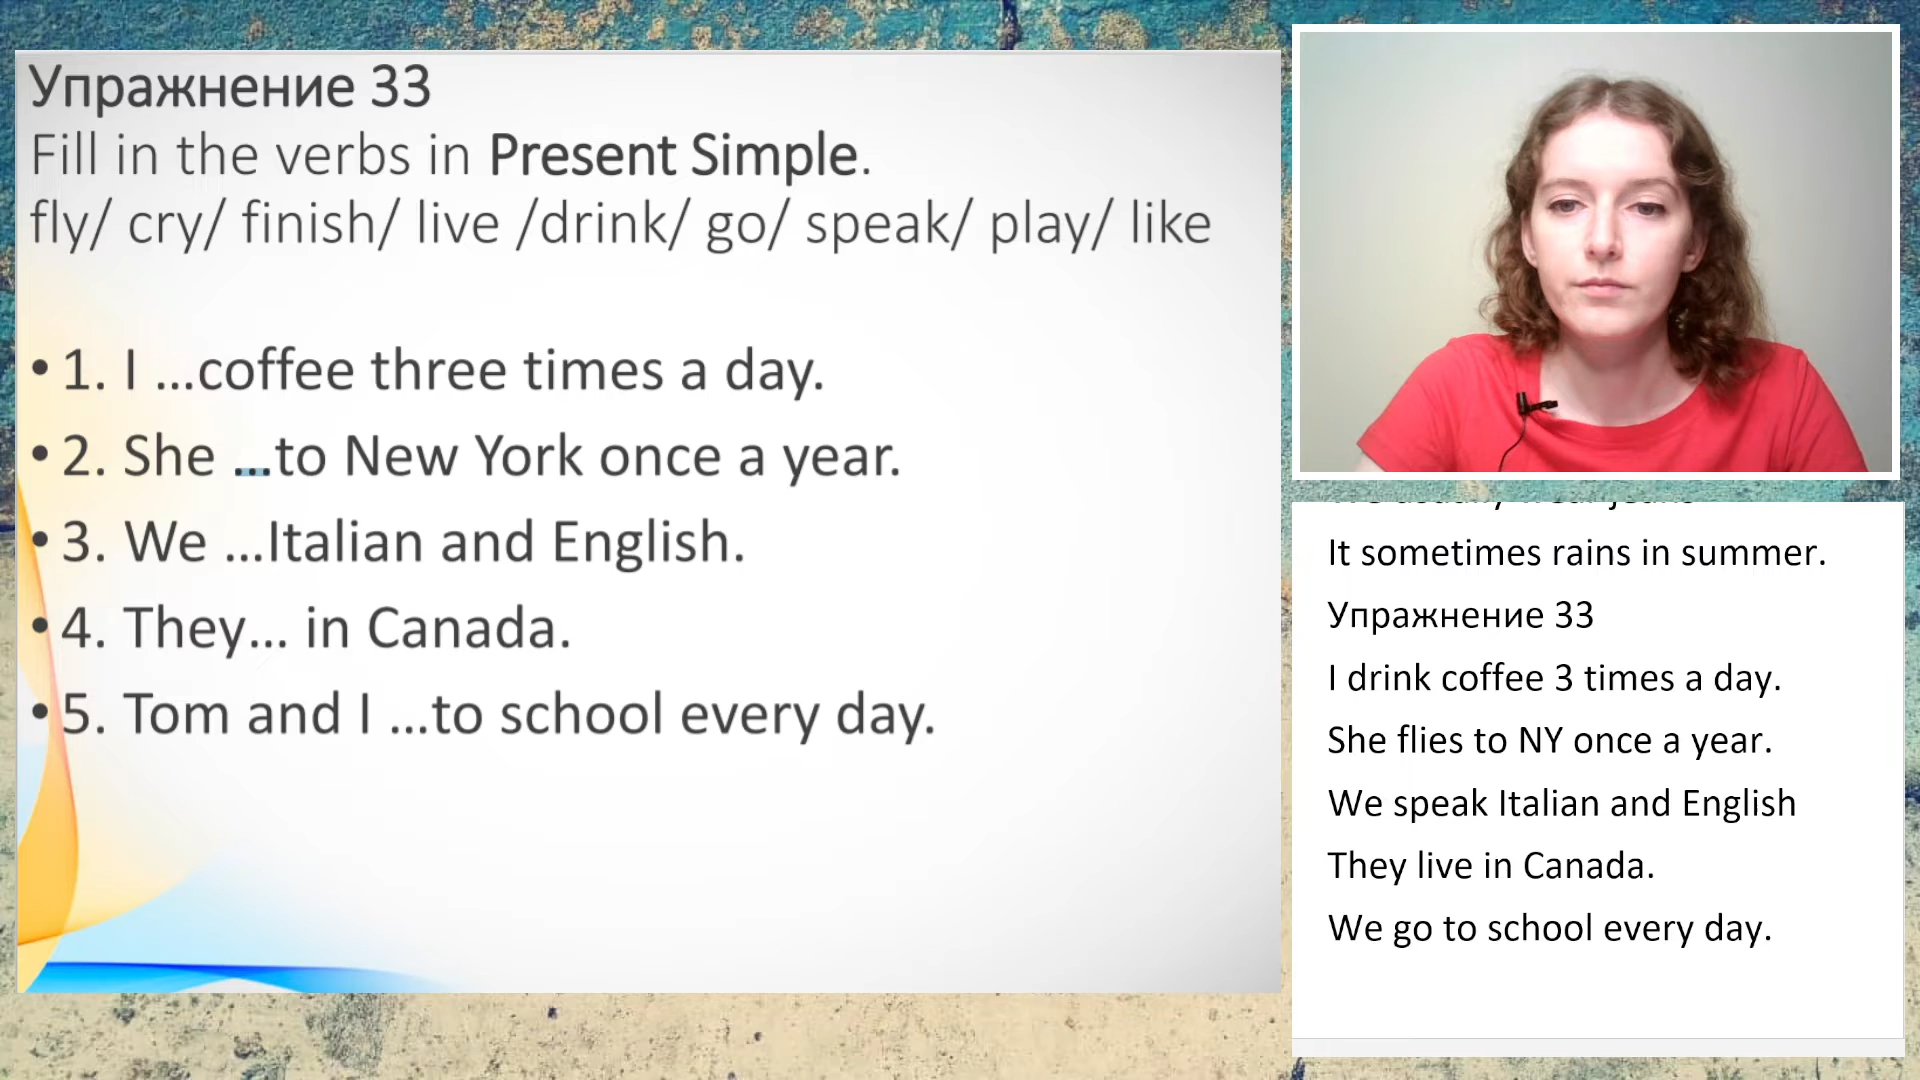 Упражнение 33
Fill in the verbs in Present Simple.
fly/ cry/ finish/ live /drink/ go/ speak/ play/ like
• 1. I ...coffee three times a day.
• 2. She ...to New York once a year.
• 3. We ...Italian and English.
• 4. They... in Canada.
• 5. Tom and I ...to school every day.
It sometimes rains in summer.
Упражнение 33
I drink coffee 3 times a day.
She flies to NY once a year.
We speak Italian and English
They live in Canada.
We go to school every day.